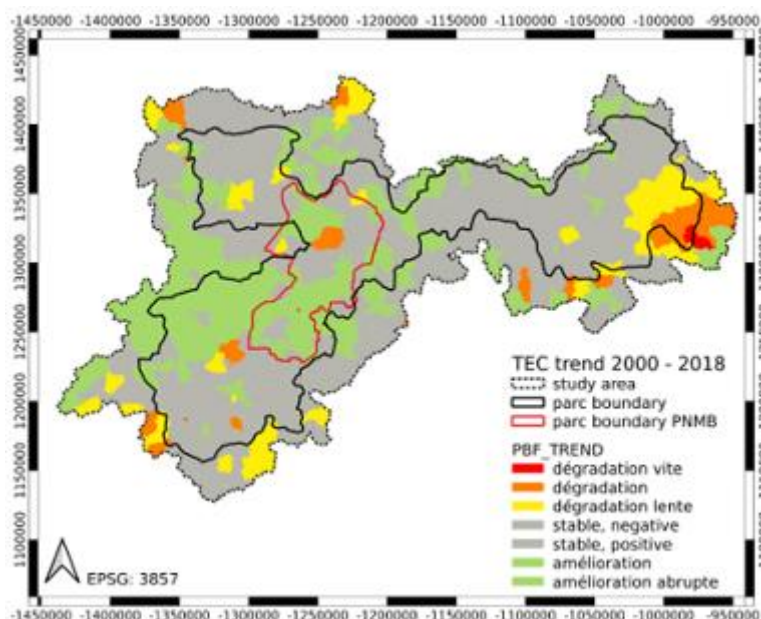 -1450000 -1400000 -1350000 -1300000 -1250000 -1200000 -1150000 -1100000 -1050000 -1000000 -950000
1450000
1400000
1350000
1300000
1250000
1200000
1150000
1100000
TEC trend 2000 - 2018
study area
parc boundary
parc boundary PNMB
PBF_TREND
dégradation vite
dégradation
dégradation lente
stable, negative
stable, positive
amélioration
amélioration abrupte
EPSG: 3857
-1450000 -1400000 -1350000 -1300000 -1250000 -1200000 -1150000 -1100000 -1050000 -1000000 -950000